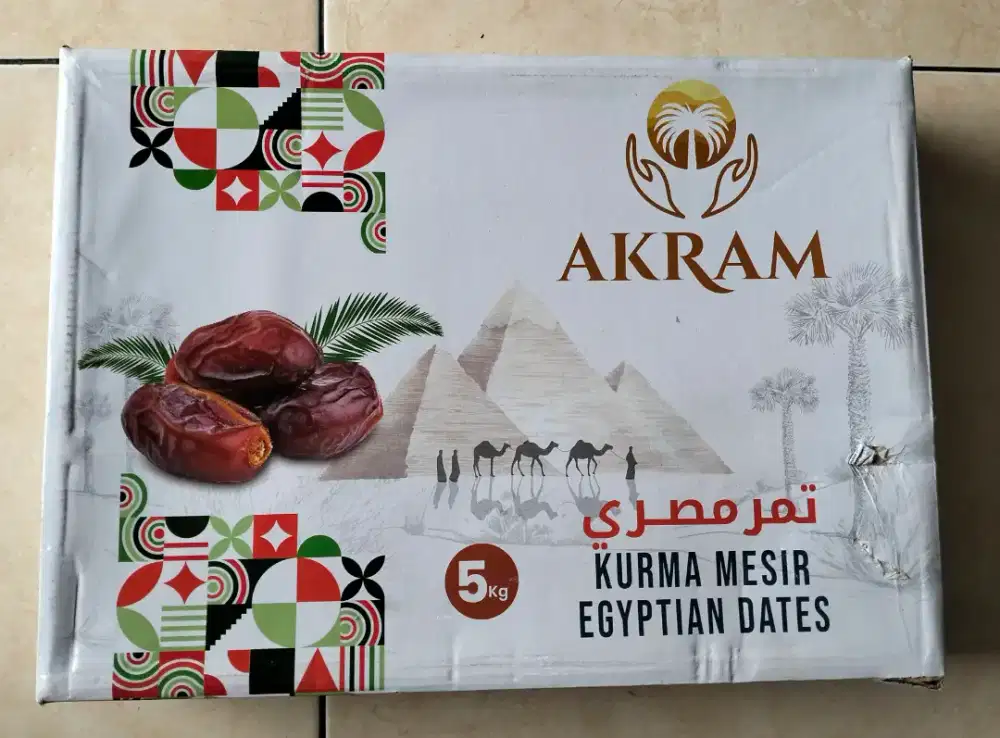 AKRAM
تمر مصري
5Kg
KURMA MESIR
EGYPTIAN DATES